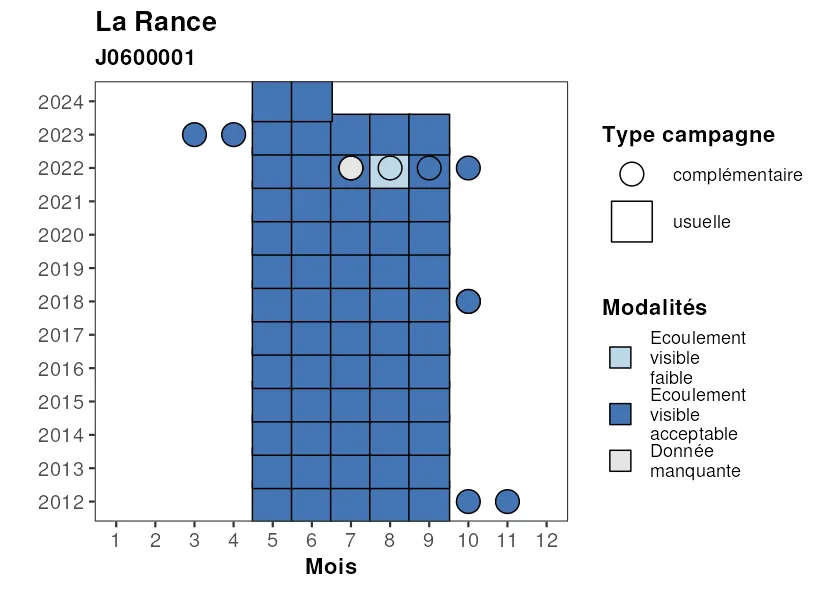 La Rance
J0600001
2024
2023
2022
2021
2020
2019
2018
2017
2016
2015
2014
2013
2012
1 2 3 4 5 6 7 8 9 10 11 12
Mois
Type campagne
complémentaire
usuelle
Modalités
Ecoulement
visible
faible
Ecoulement
visible
acceptable
Donnée
manquante